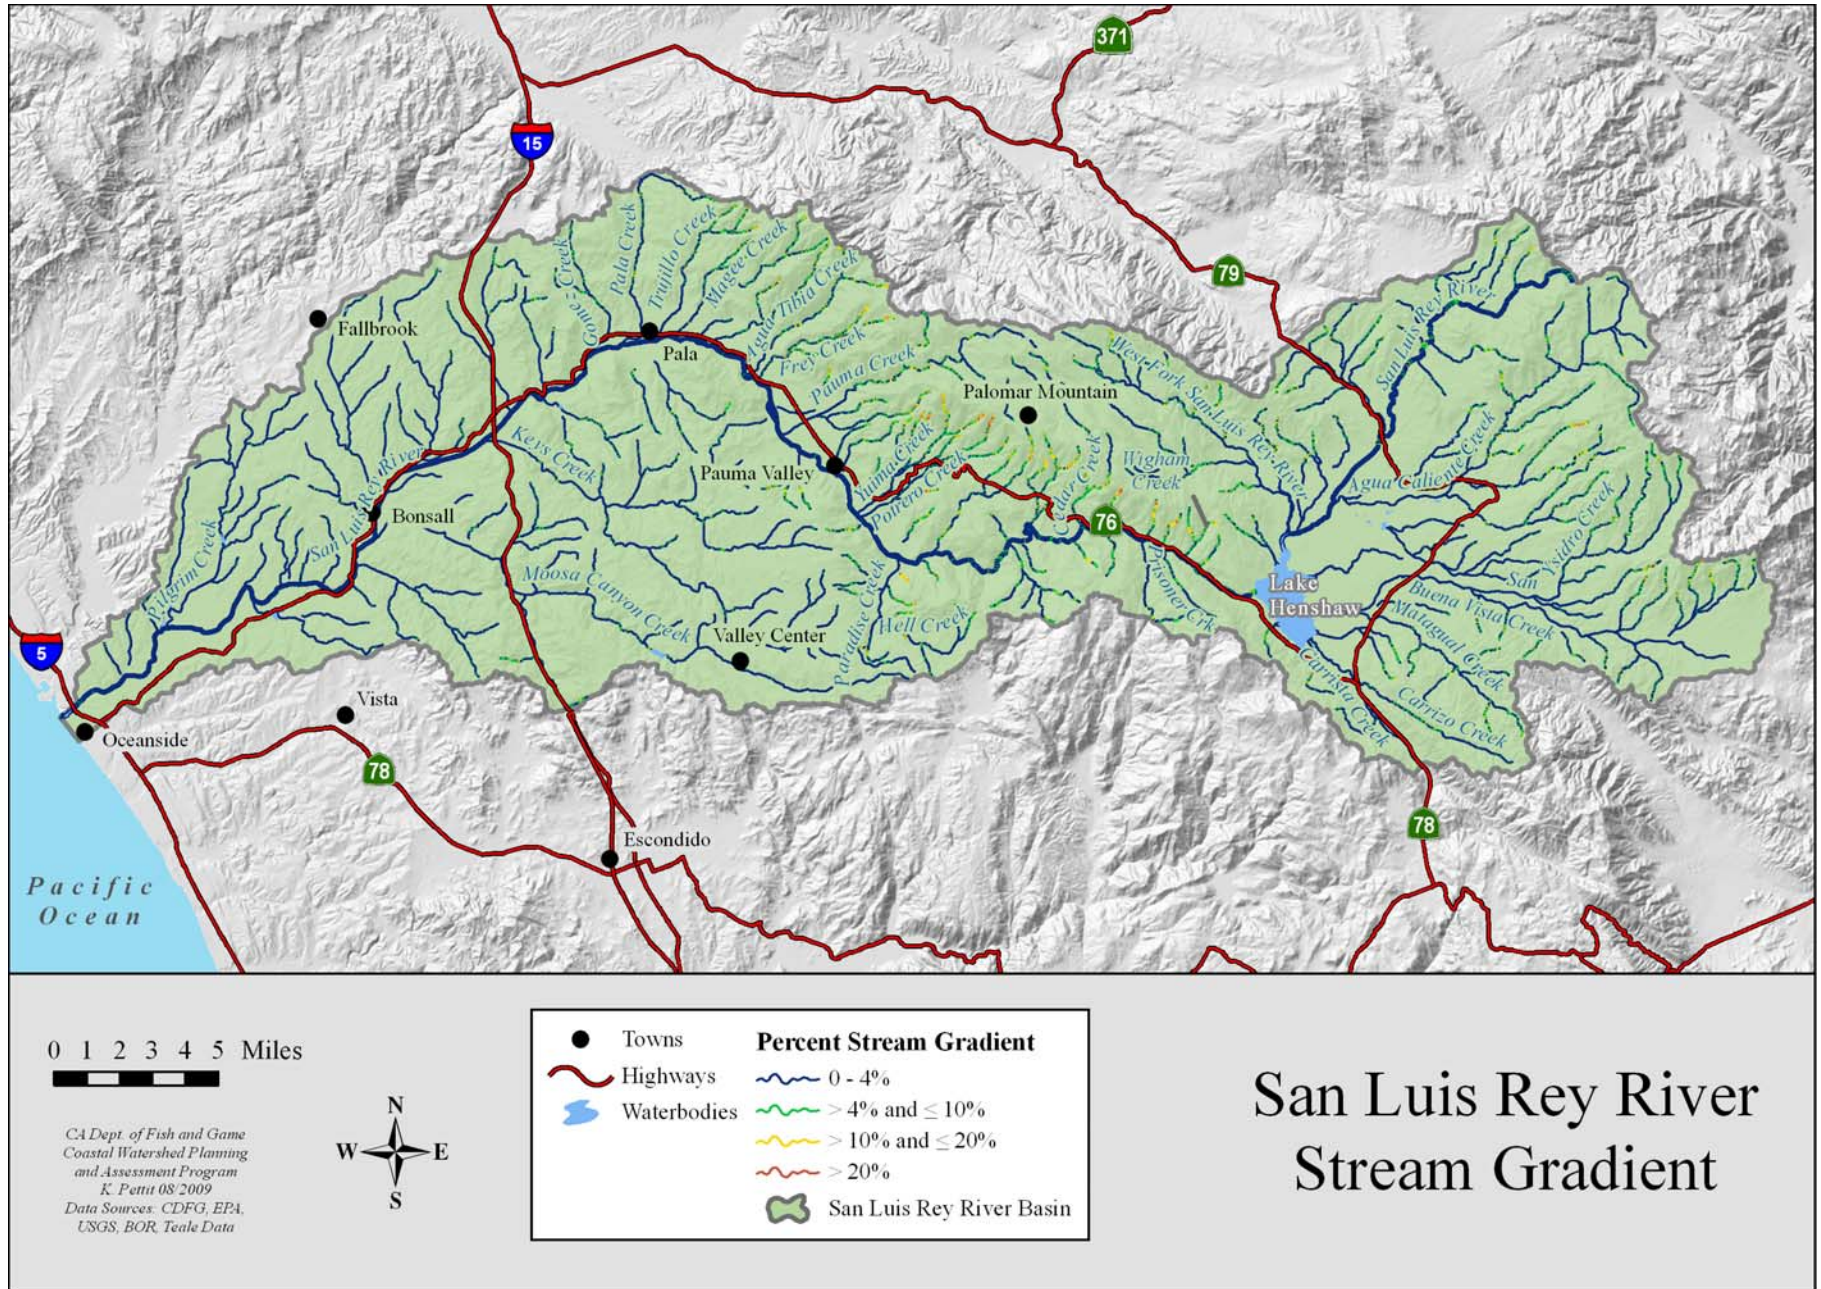 371
15
79
San Luis Rey River
Gomez Creek
Pala Creek
Trujillo Creek
Magee Creek
Agua Tibia Creek
Fallbrook
Pala
Frey Creek
Pauma Creek
West Fork San Luis Rey River
Palomar Mountain
Keys Creek
San Luis Rey River
Pauma Valley
Yuima Creek
Potrero Creek
Cedar Creek
Wigham
Creek
Agua Caliente Creek
Bonsall
76
San Ysidro Creek
Pilgrim Creek
Moosa Canyon Creek
Paradise Creek
Prisoner Crk
Lake
Henshaw
Buena Vista Creek
Matagual Creek
Valley Center
Well Creek
5
Carrista Creek
Carrizo Creek
Vista
Oceanside
78
78
Escondido
Pacific
Ocean
0 1 2 3 4 5 Miles
CA Dept. of Fish and Game
Coastal Watershed Planning
and Assessment Program
K. Pettit 08/2009
Data Sources: CDFG, EPA,
USGS, BOR, Teale Data
N
W E
S
Towns
Highways
Waterbodies
Percent Stream Gradient
0 - 4%
> 4% and ≤ 10%
> 10% and ≤ 20%
> 20%
San Luis Rey River Basin
San Luis Rey River
Stream Gradient